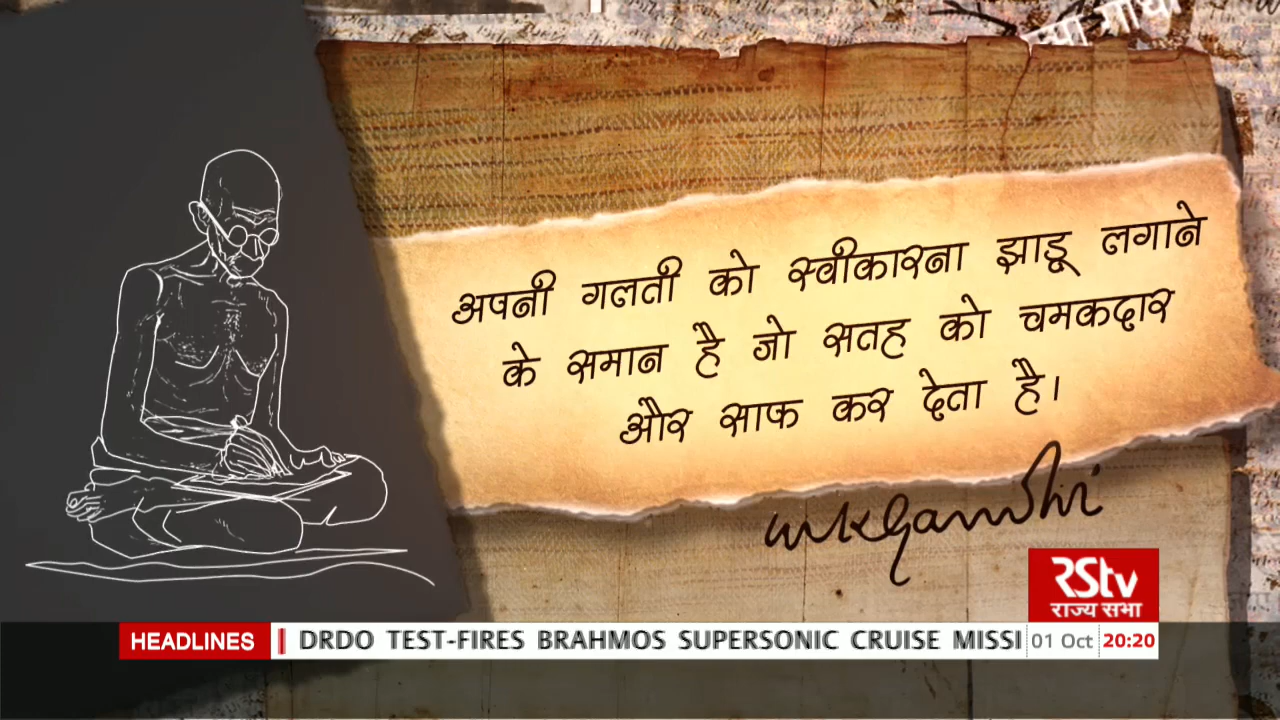 अपनी गलती को स्वीकारना झाडू लगाने
के समान है जो सतह को चमकदार
और साफ कर देता है।
mkGandhi
RStv
राज्य सभा
HEADLINES
DRDO TEST-FIRES BRAHMOS SUPERSONIC CRUISE MISSI
01 Oct 20:20